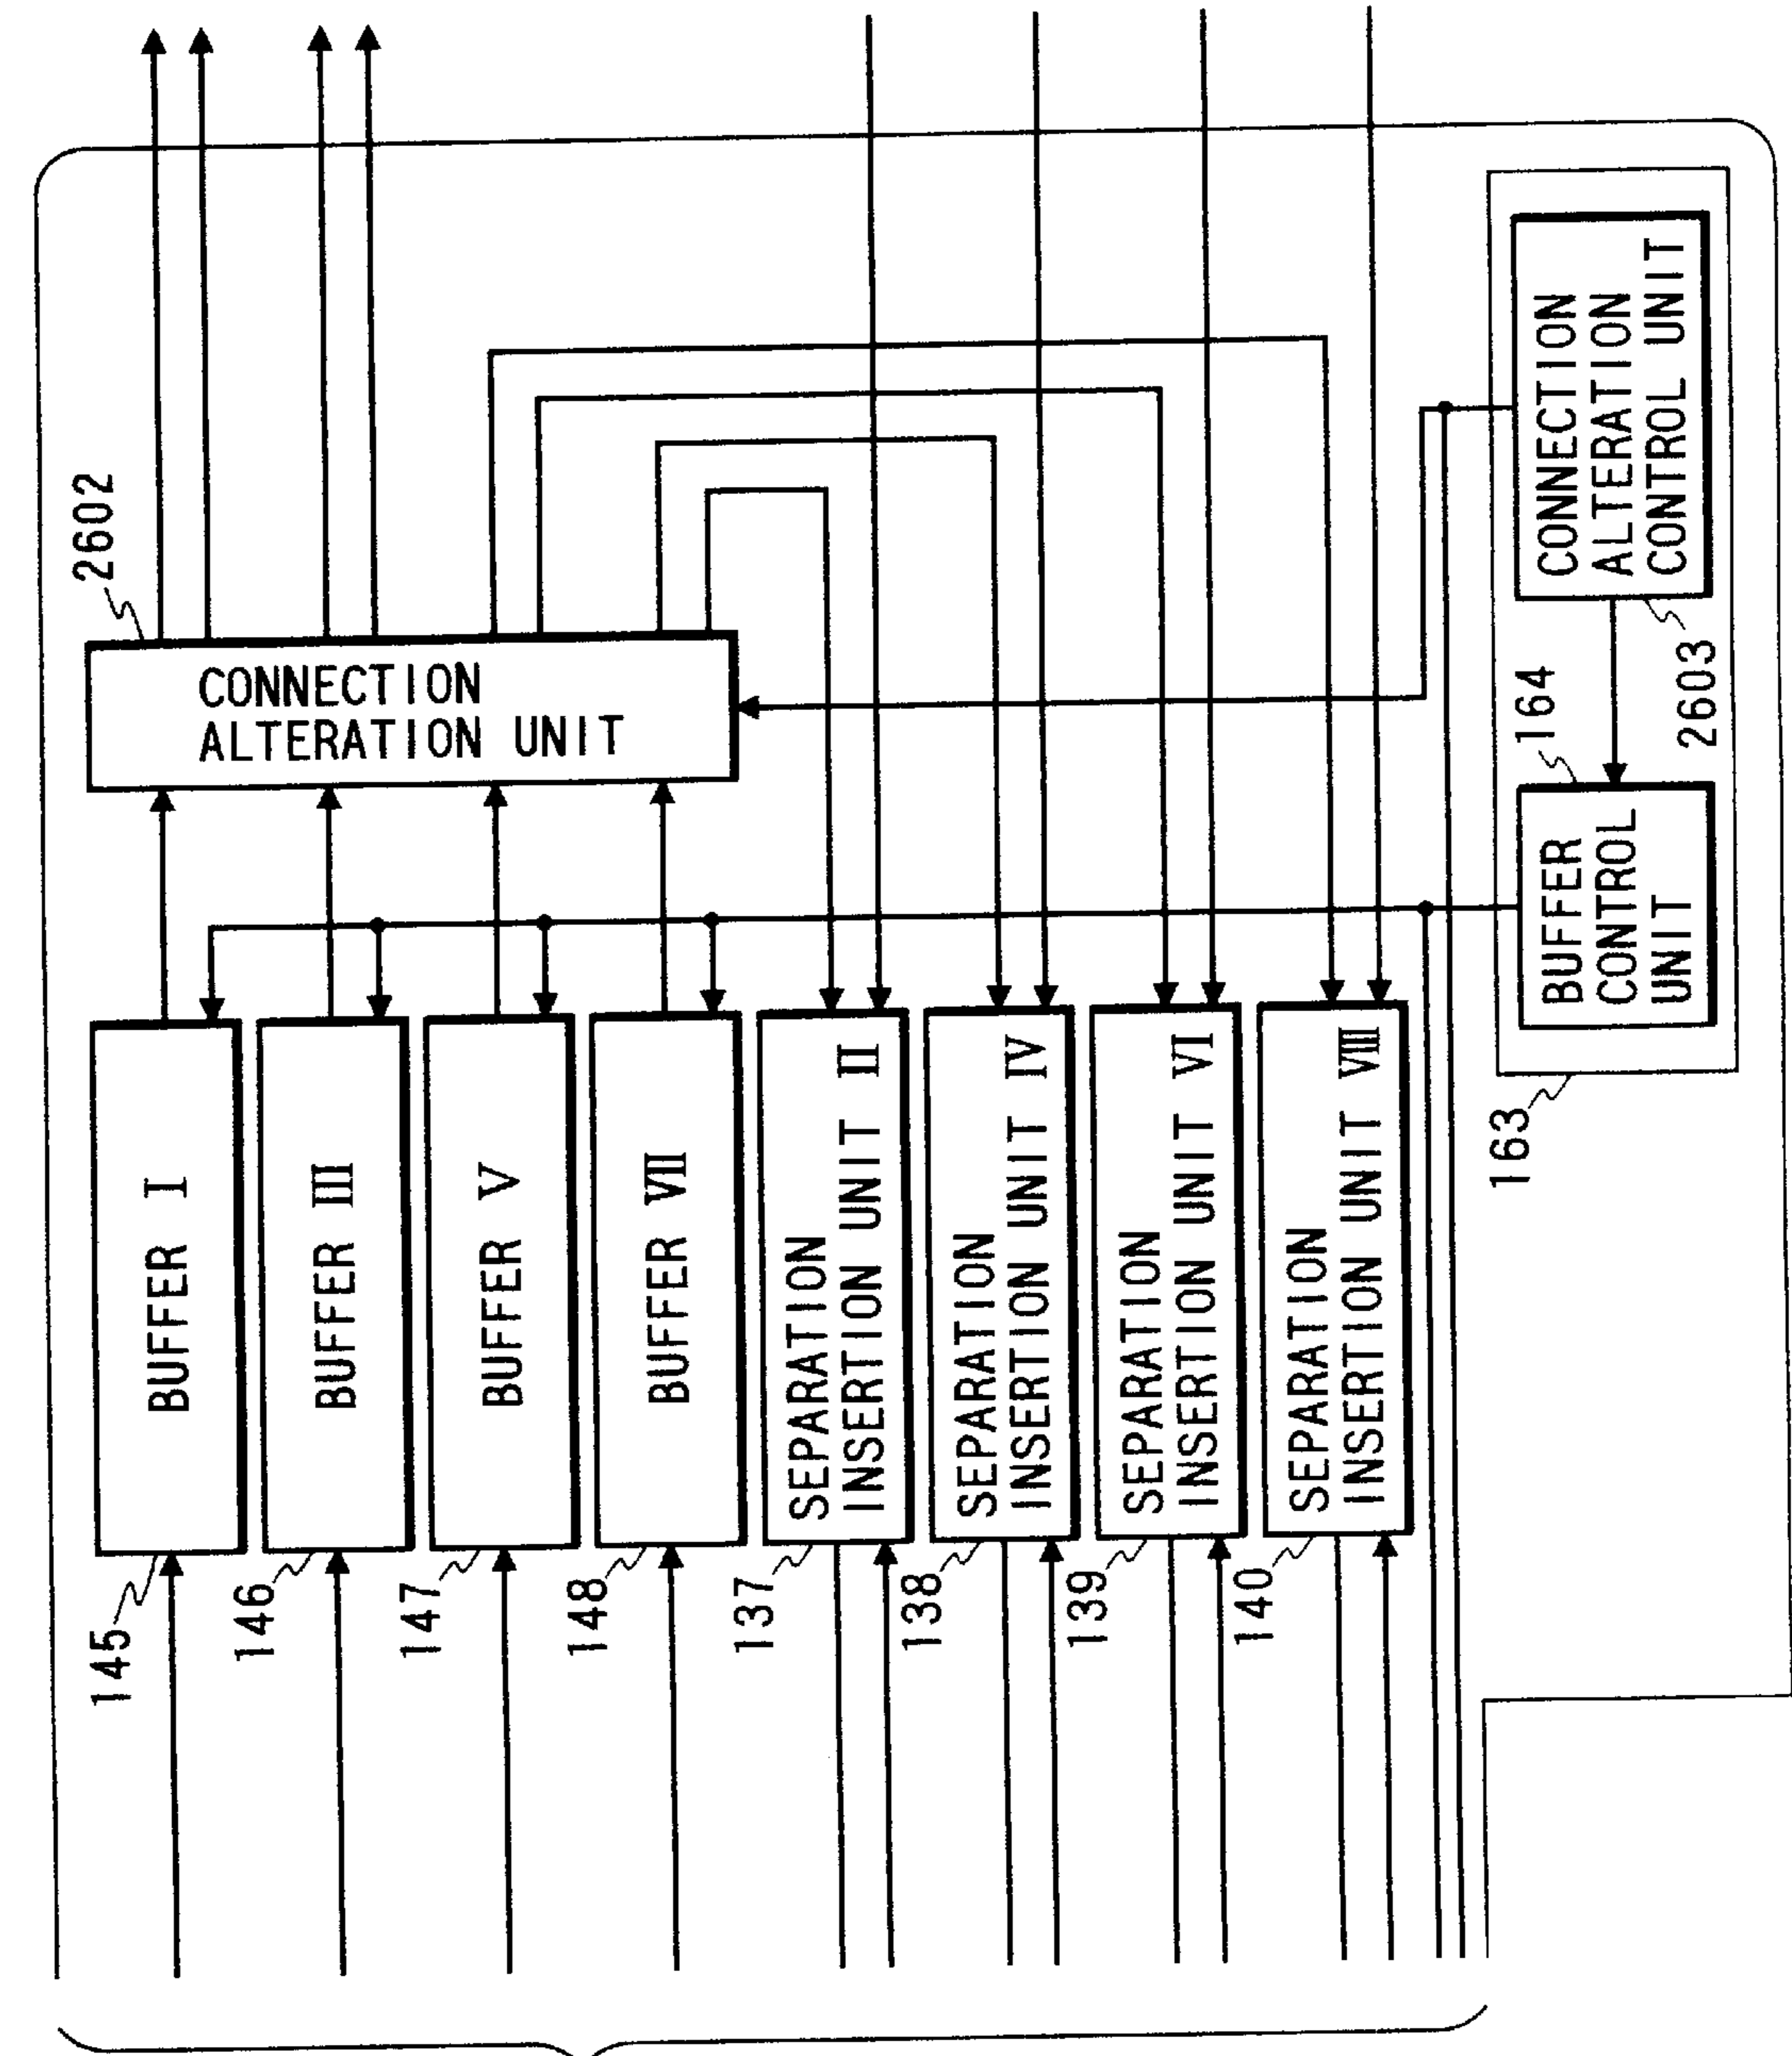 2602
CONNECTION
ALTERATION UNIT
BUFFER I
145
BUFFER III
146
BUFFER V
147
BUFFER VII
148
SEPARATION
INSERTION UNIT II
137
SEPARATION
INSERTION UNIT IV
138
SEPARATION
INSERTION UNIT VI
139
SEPARATION
INSERTION UNIT VIII
140
CONNECTION
ALTERATION
CONTROL UNIT
2603
164
BUFFER
CONTROL
UNIT
163